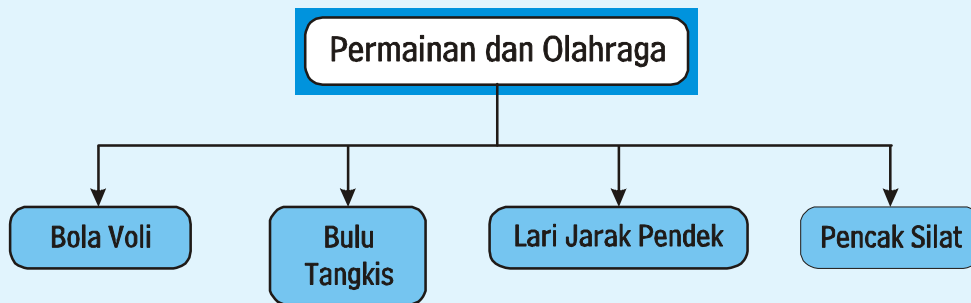 Permainan dan Olahraga
Bola Voli
Bulu
Tangkis
Lari Jarak Pendek
Pencak Silat